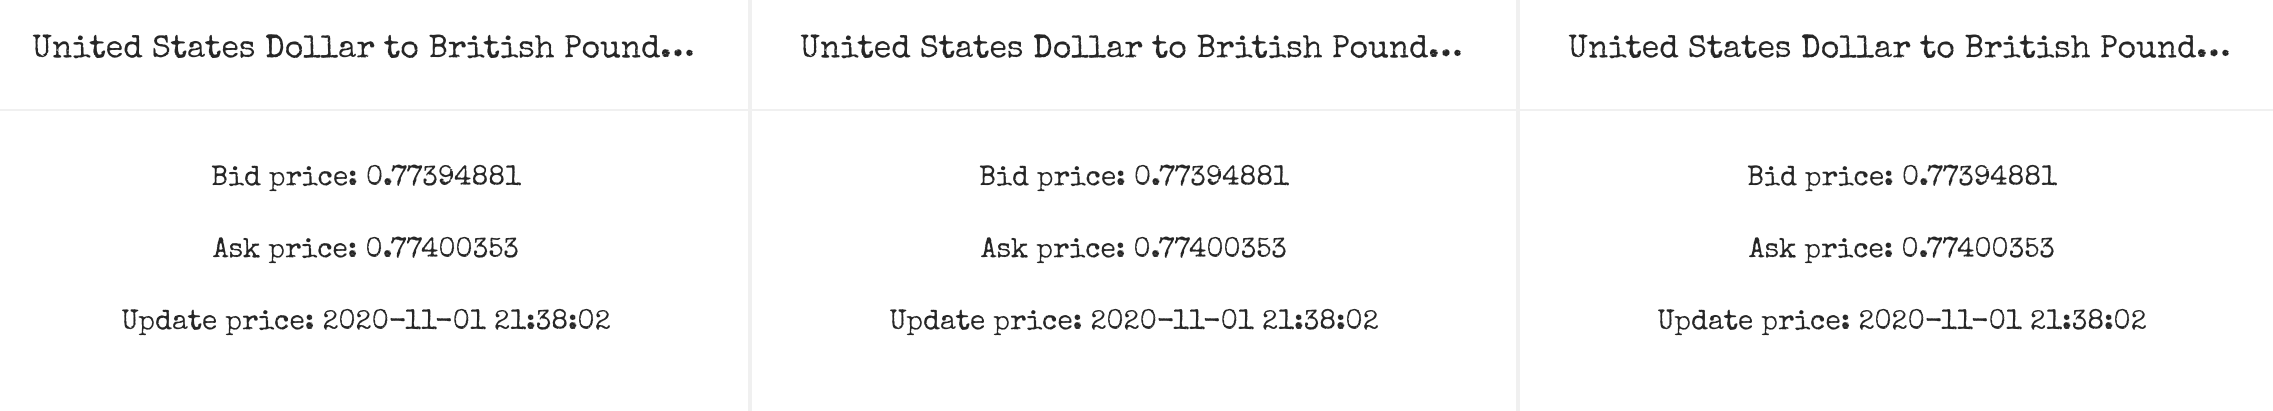 United States Dollar to British Pound...
Bid price: 0.77394881
Ask price: 0.77400353
Update price: 2020-11-01 21:38:02
United States Dollar to British Pound...
Bid price: 0.77394881
Ask price: 0.77400353
Update price: 2020-11-01 21:38:02
United States Dollar to British Pound...
Bid price: 0.77394881
Ask price: 0.77400353
Update price: 2020-11-01 21:38:02